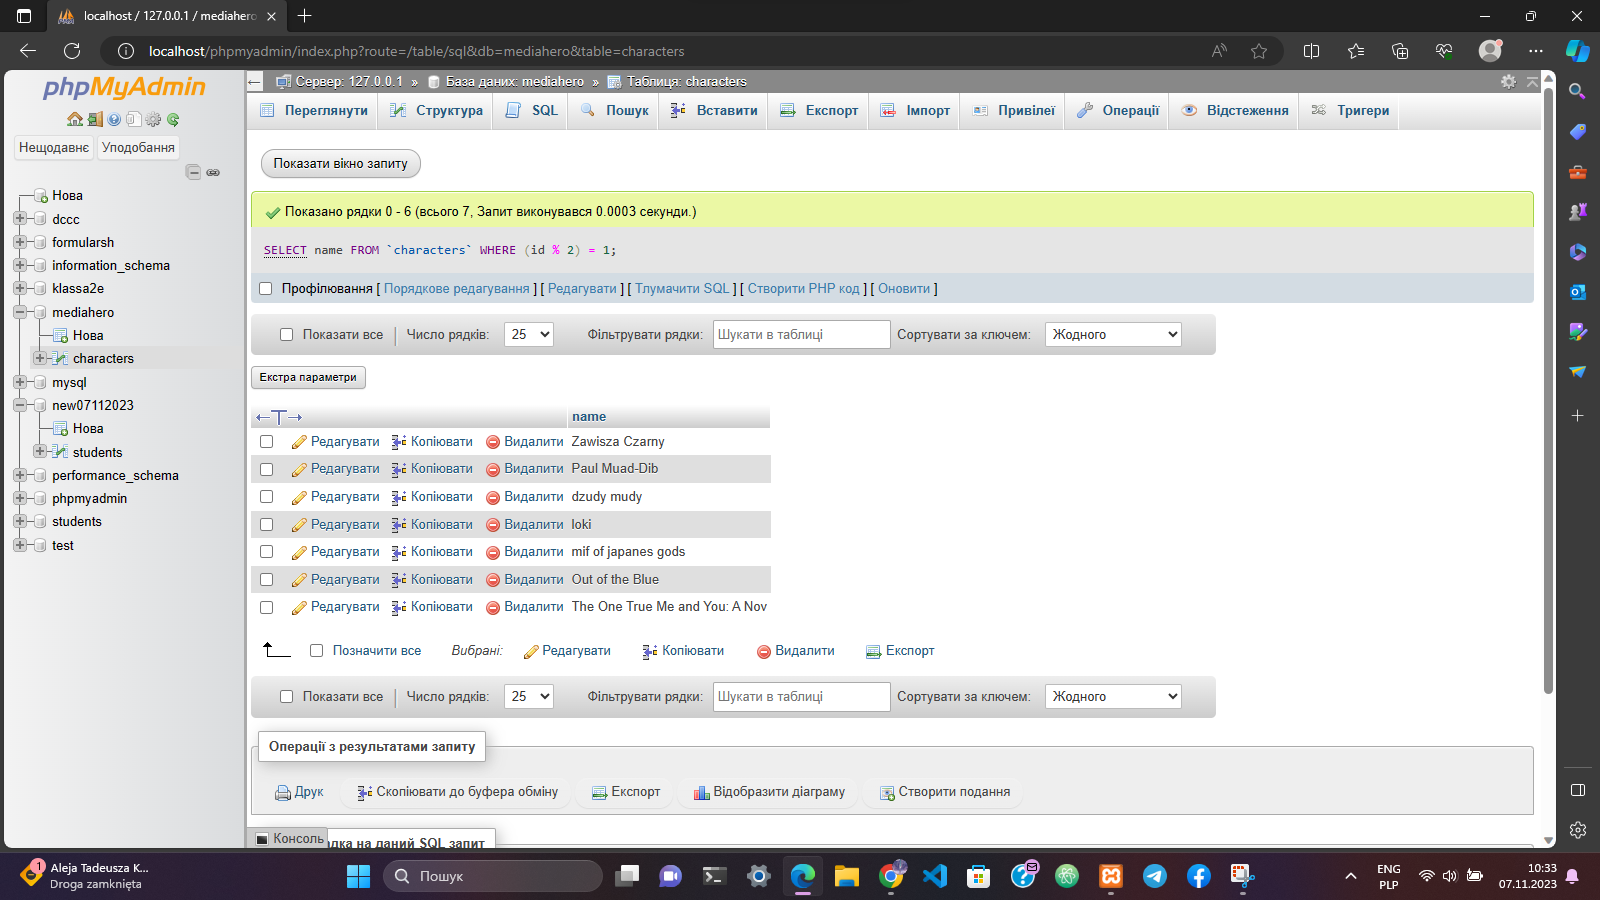 localhost / 127.0.0.1 / mediahero
localhost/phpmyadmin/index.php?route=/table/sql&db=mediahero&table=characters
phpMyAdmin
Нещодавнє Уподобання
Нова
dccc
formularsh
information_schema
klassa2e
mediahero
Нова
characters
mysql
new07112023
Нова
students
performance_schema
phpmyadmin
students
test
Сервер: 127.0.0.1 » База даних: mediahero » Таблиця: characters
Переглянути Структура SQL Пошук Вставити Експорт Імпорт Привілеї Операції Відстеження Тригери
Показати вікно запиту
Показано рядки 0 - 6 (всього 7, Запит виконувався 0.0003 секунди.)
SELECT name FROM `characters` WHERE (id % 2) = 1;
Профілювання [ Порядкове редагування ] [ Редагувати ] [ Тлумачити SQL ] [ Створити PHP код ] [ Оновити ]
Показати все Число рядків: 25 Фільтрувати рядки: Шукати в таблиці Сортувати за ключем: Жодного
Екстра параметри
←T→ name
Редагувати Копіювати Видалити Zawisza Czarny
Редагувати Копіювати Видалити Paul Muad-Dib
Редагувати Копіювати Видалити dzudy mudy
Редагувати Копіювати Видалити loki
Редагувати Копіювати Видалити mif of japanes gods
Редагувати Копіювати Видалити Out of the Blue
Редагувати Копіювати Видалити The One True Me and You: A Nov
Позначити все Вибрані: Редагувати Копіювати Видалити Експорт
Показати все Число рядків: 25 Фільтрувати рядки: Шукати в таблиці Сортувати за ключем: Жодного
Операції з результатами запиту
Друк Скопіювати до буфера обміну Експорт Відобразити діаграму Створити подання
Консоль
на даний SQL запит
1
Aleja Tadeusza K...
Droga zamknięta
Пошук
ENG
PLP
10:33
07.11.2023